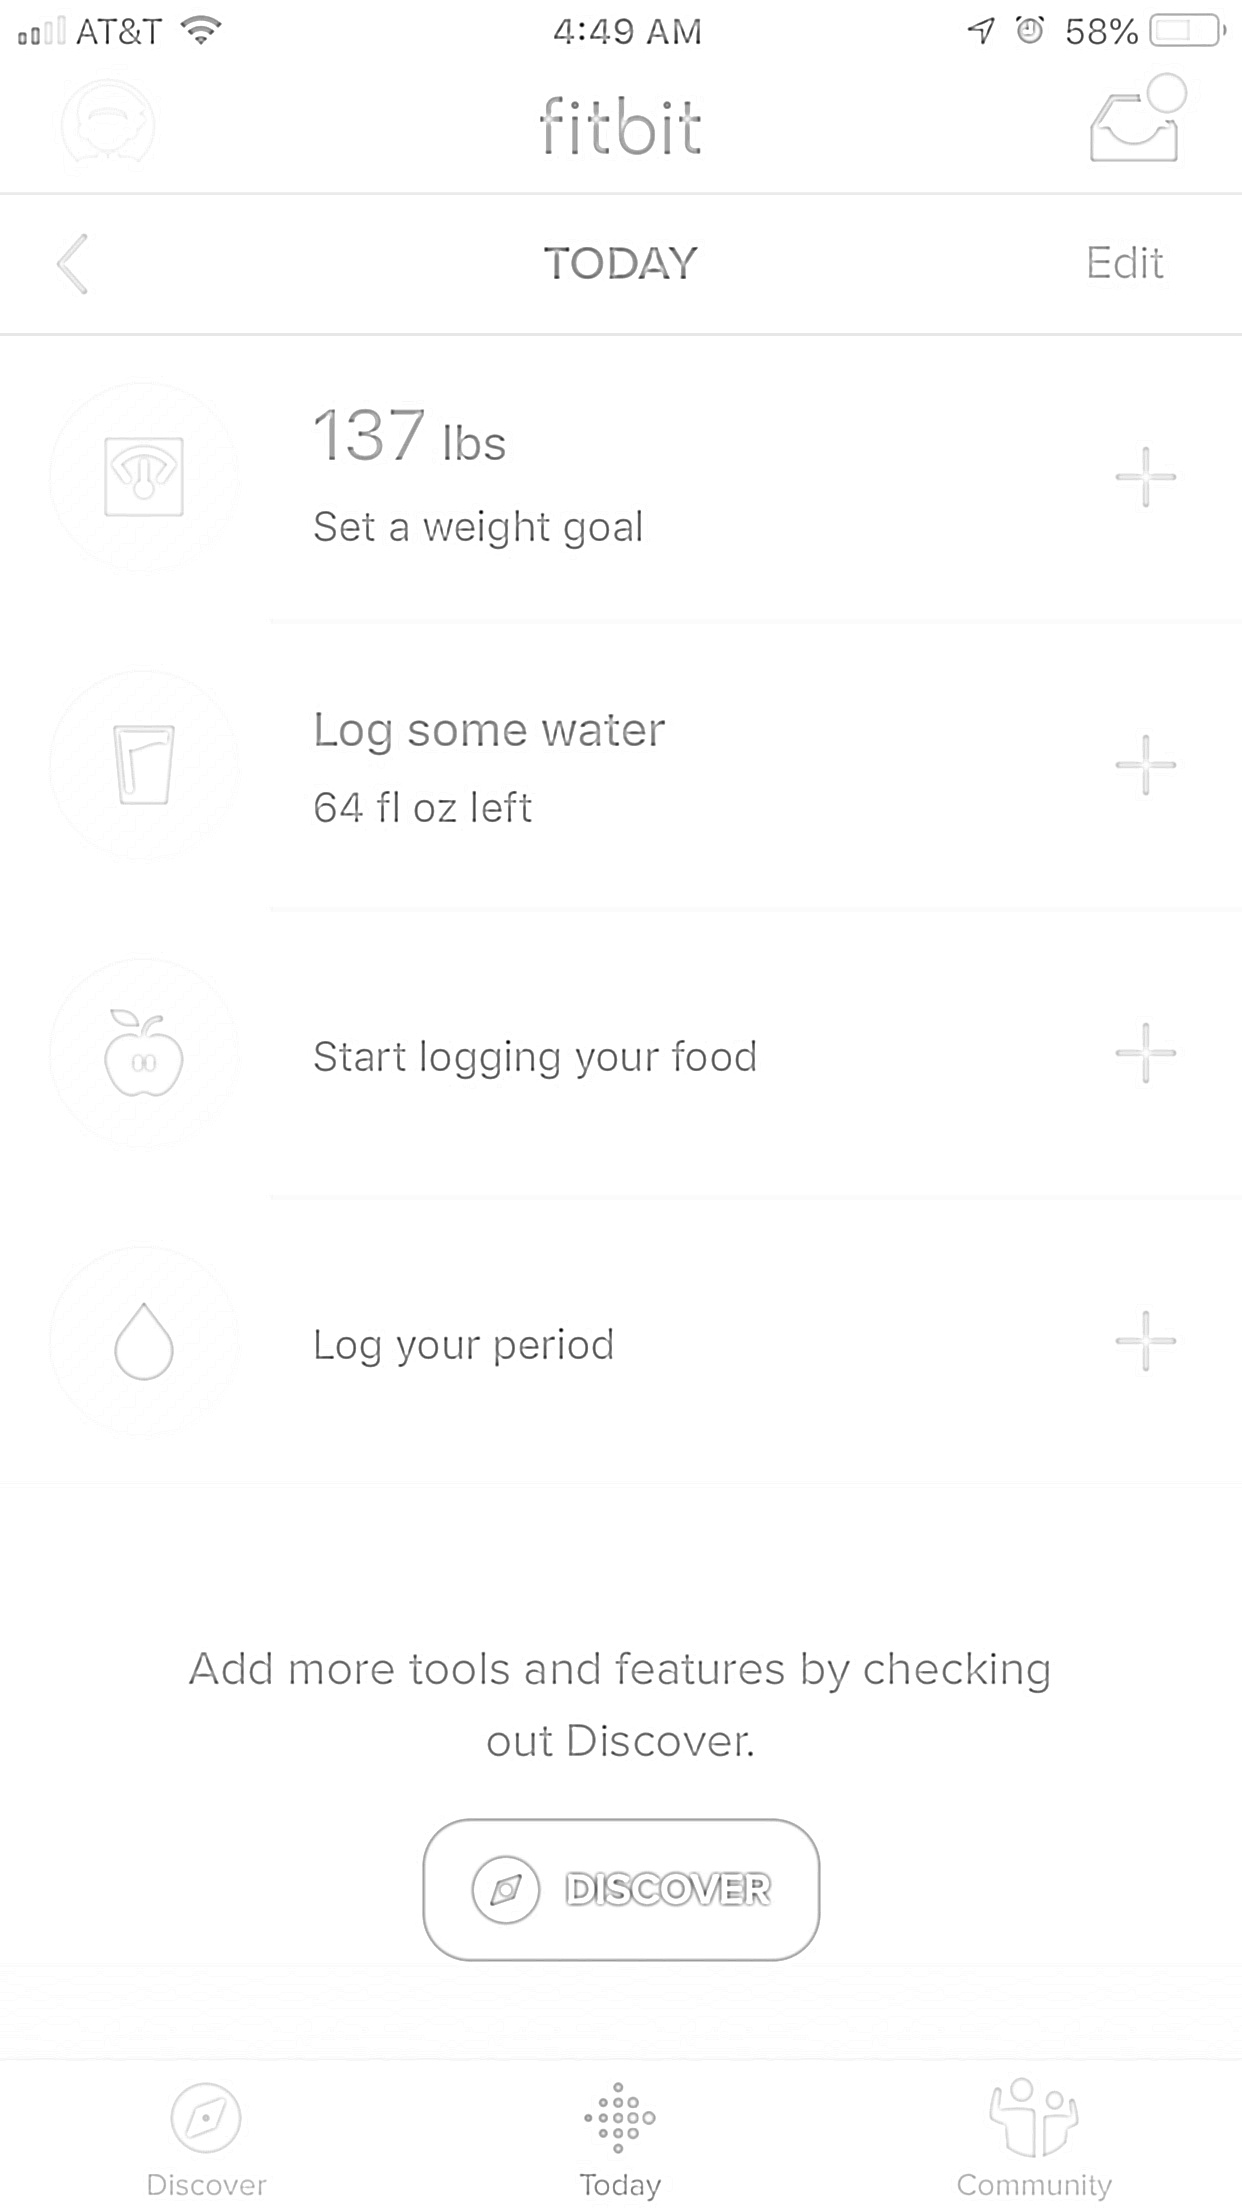 AT&T 4:49 AM 58%
fitbit
TODAY Edit
137 lbs
Set a weight goal
Log some water
64 fl oz left
Start logging your food
Log your period
Add more tools and features by checking
out Discover.
DISCOVER
Discover Today Community